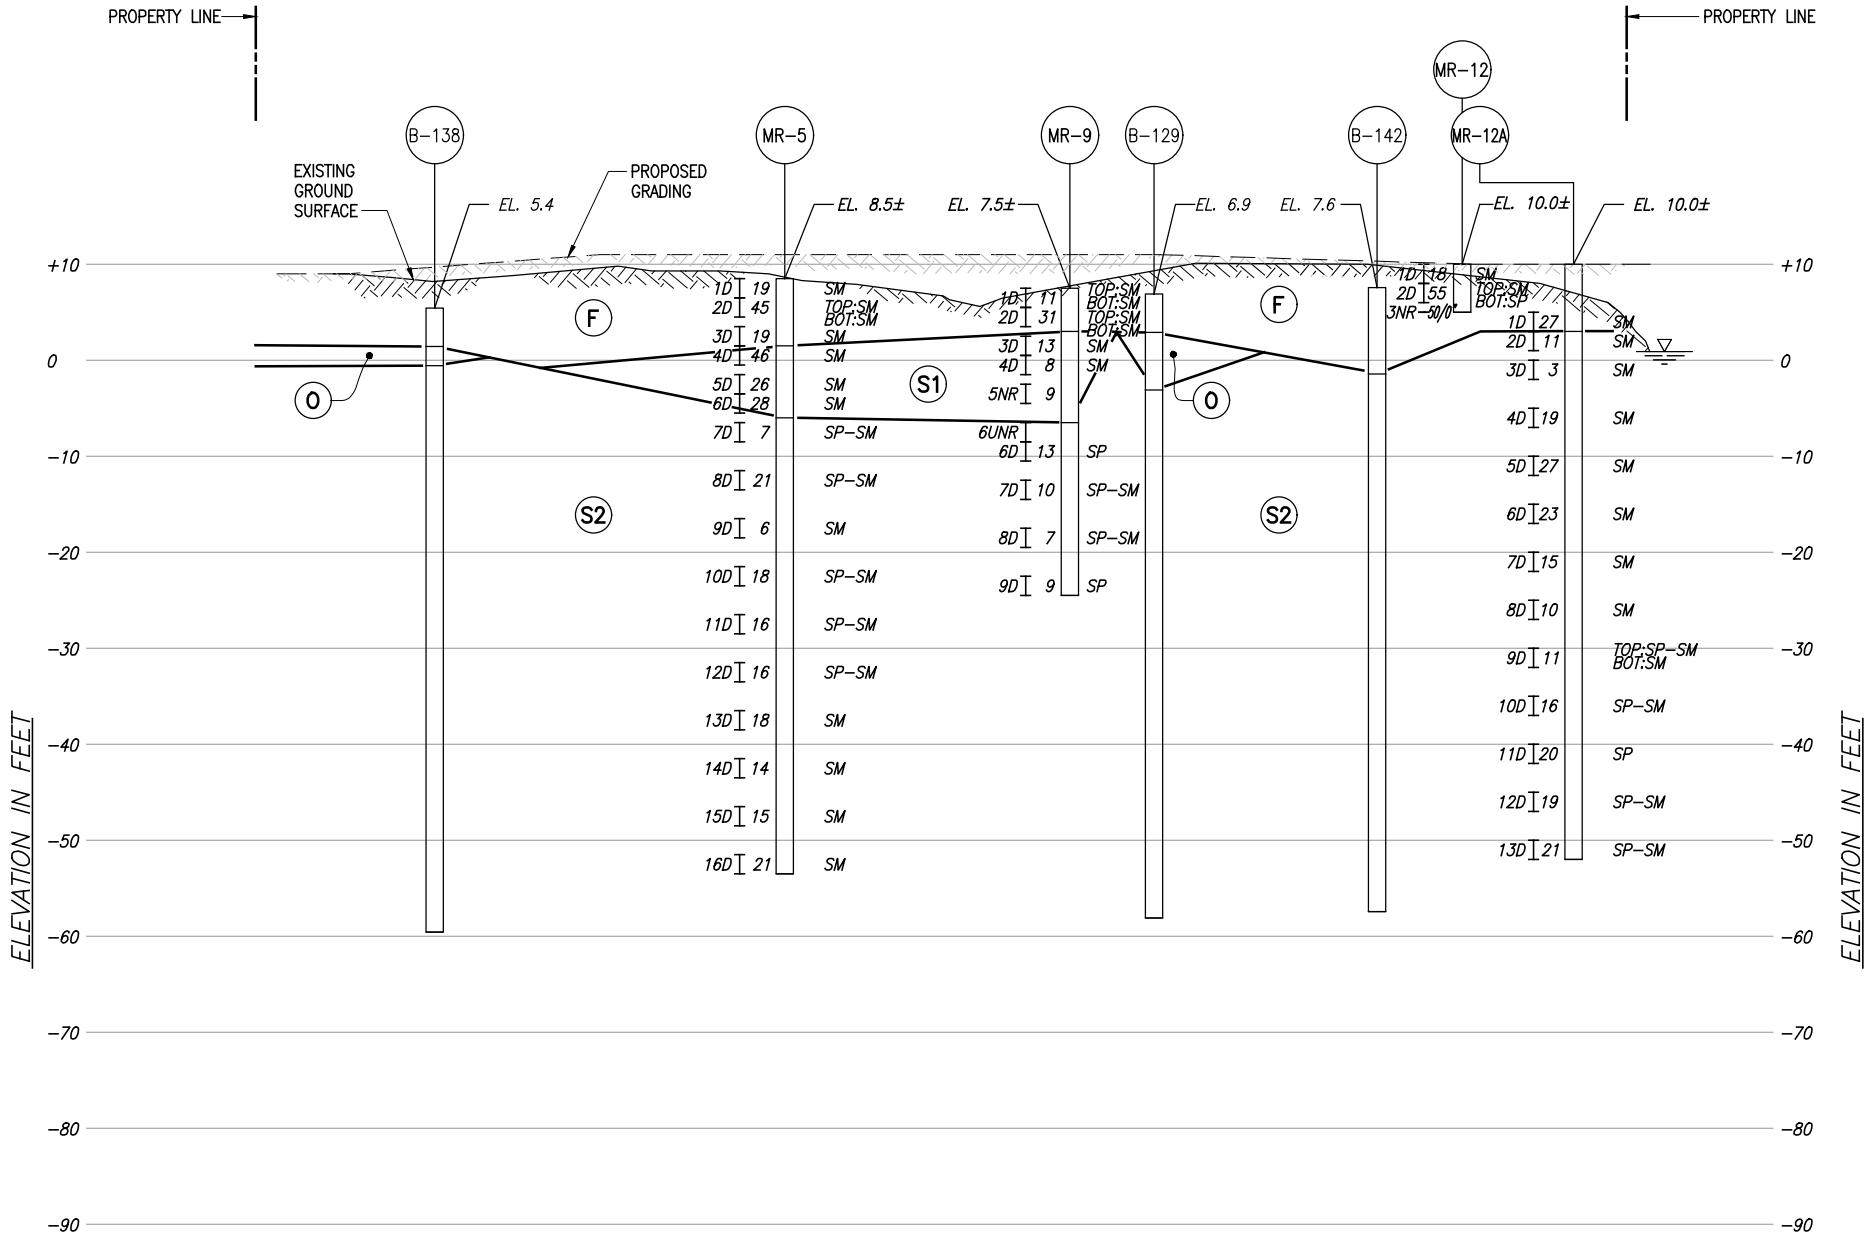 PROPERTY LINE
PROPERTY LINE
MR-12
B-138
MR-5
MR-9
B-129
B-142
MR-12A
EXISTING
GROUND
SURFACE
PROPOSED
GRADING
EL. 5.4
EL. 8.5±
EL. 7.5±
EL. 6.9
EL. 7.6
EL. 10.0±
EL. 10.0±
+10
0
-10
-20
-30
-40
-50
-60
-70
-80
-90
ELEVATION IN FEET
F
O
S2
1D 19 SM
2D 45 TOP:SM
BOT:SM
3D 19 SM
4D 46 SM
5D 26 SM
6D 28 SM
7D 7 SP-SM
8D 21 SP-SM
9D 6 SM
10D 18 SP-SM
11D 16 SP-SM
12D 16 SP-SM
13D 18 SM
14D 14 SM
15D 15 SM
16D 21 SM
S1
1D 11 TOP:SM
BOT:SM
2D 31 TOP:SM
BOT:SM
3D 13 SM
4D 8 SM
5NR 9
6UNR
6D 13 SP
7D 10 SP-SM
8D 7 SP-SM
9D 9 SP
F
O
S2
1D 18 SM
2D 55 TOP:SM
BOT:SP
3NR 50/0"
1D 27 SM
2D 11 SM
3D 3 SM
4D 19 SM
5D 27 SM
6D 23 SM
7D 15 SM
8D 10 SM
9D 11 TOP:SP-SM
BOT:SM
10D 16 SP-SM
11D 20 SP
12D 19 SP-SM
13D 21 SP-SM
+10
0
-10
-20
-30
-40
-50
-60
-70
-80
-90
ELEVATION IN FEET